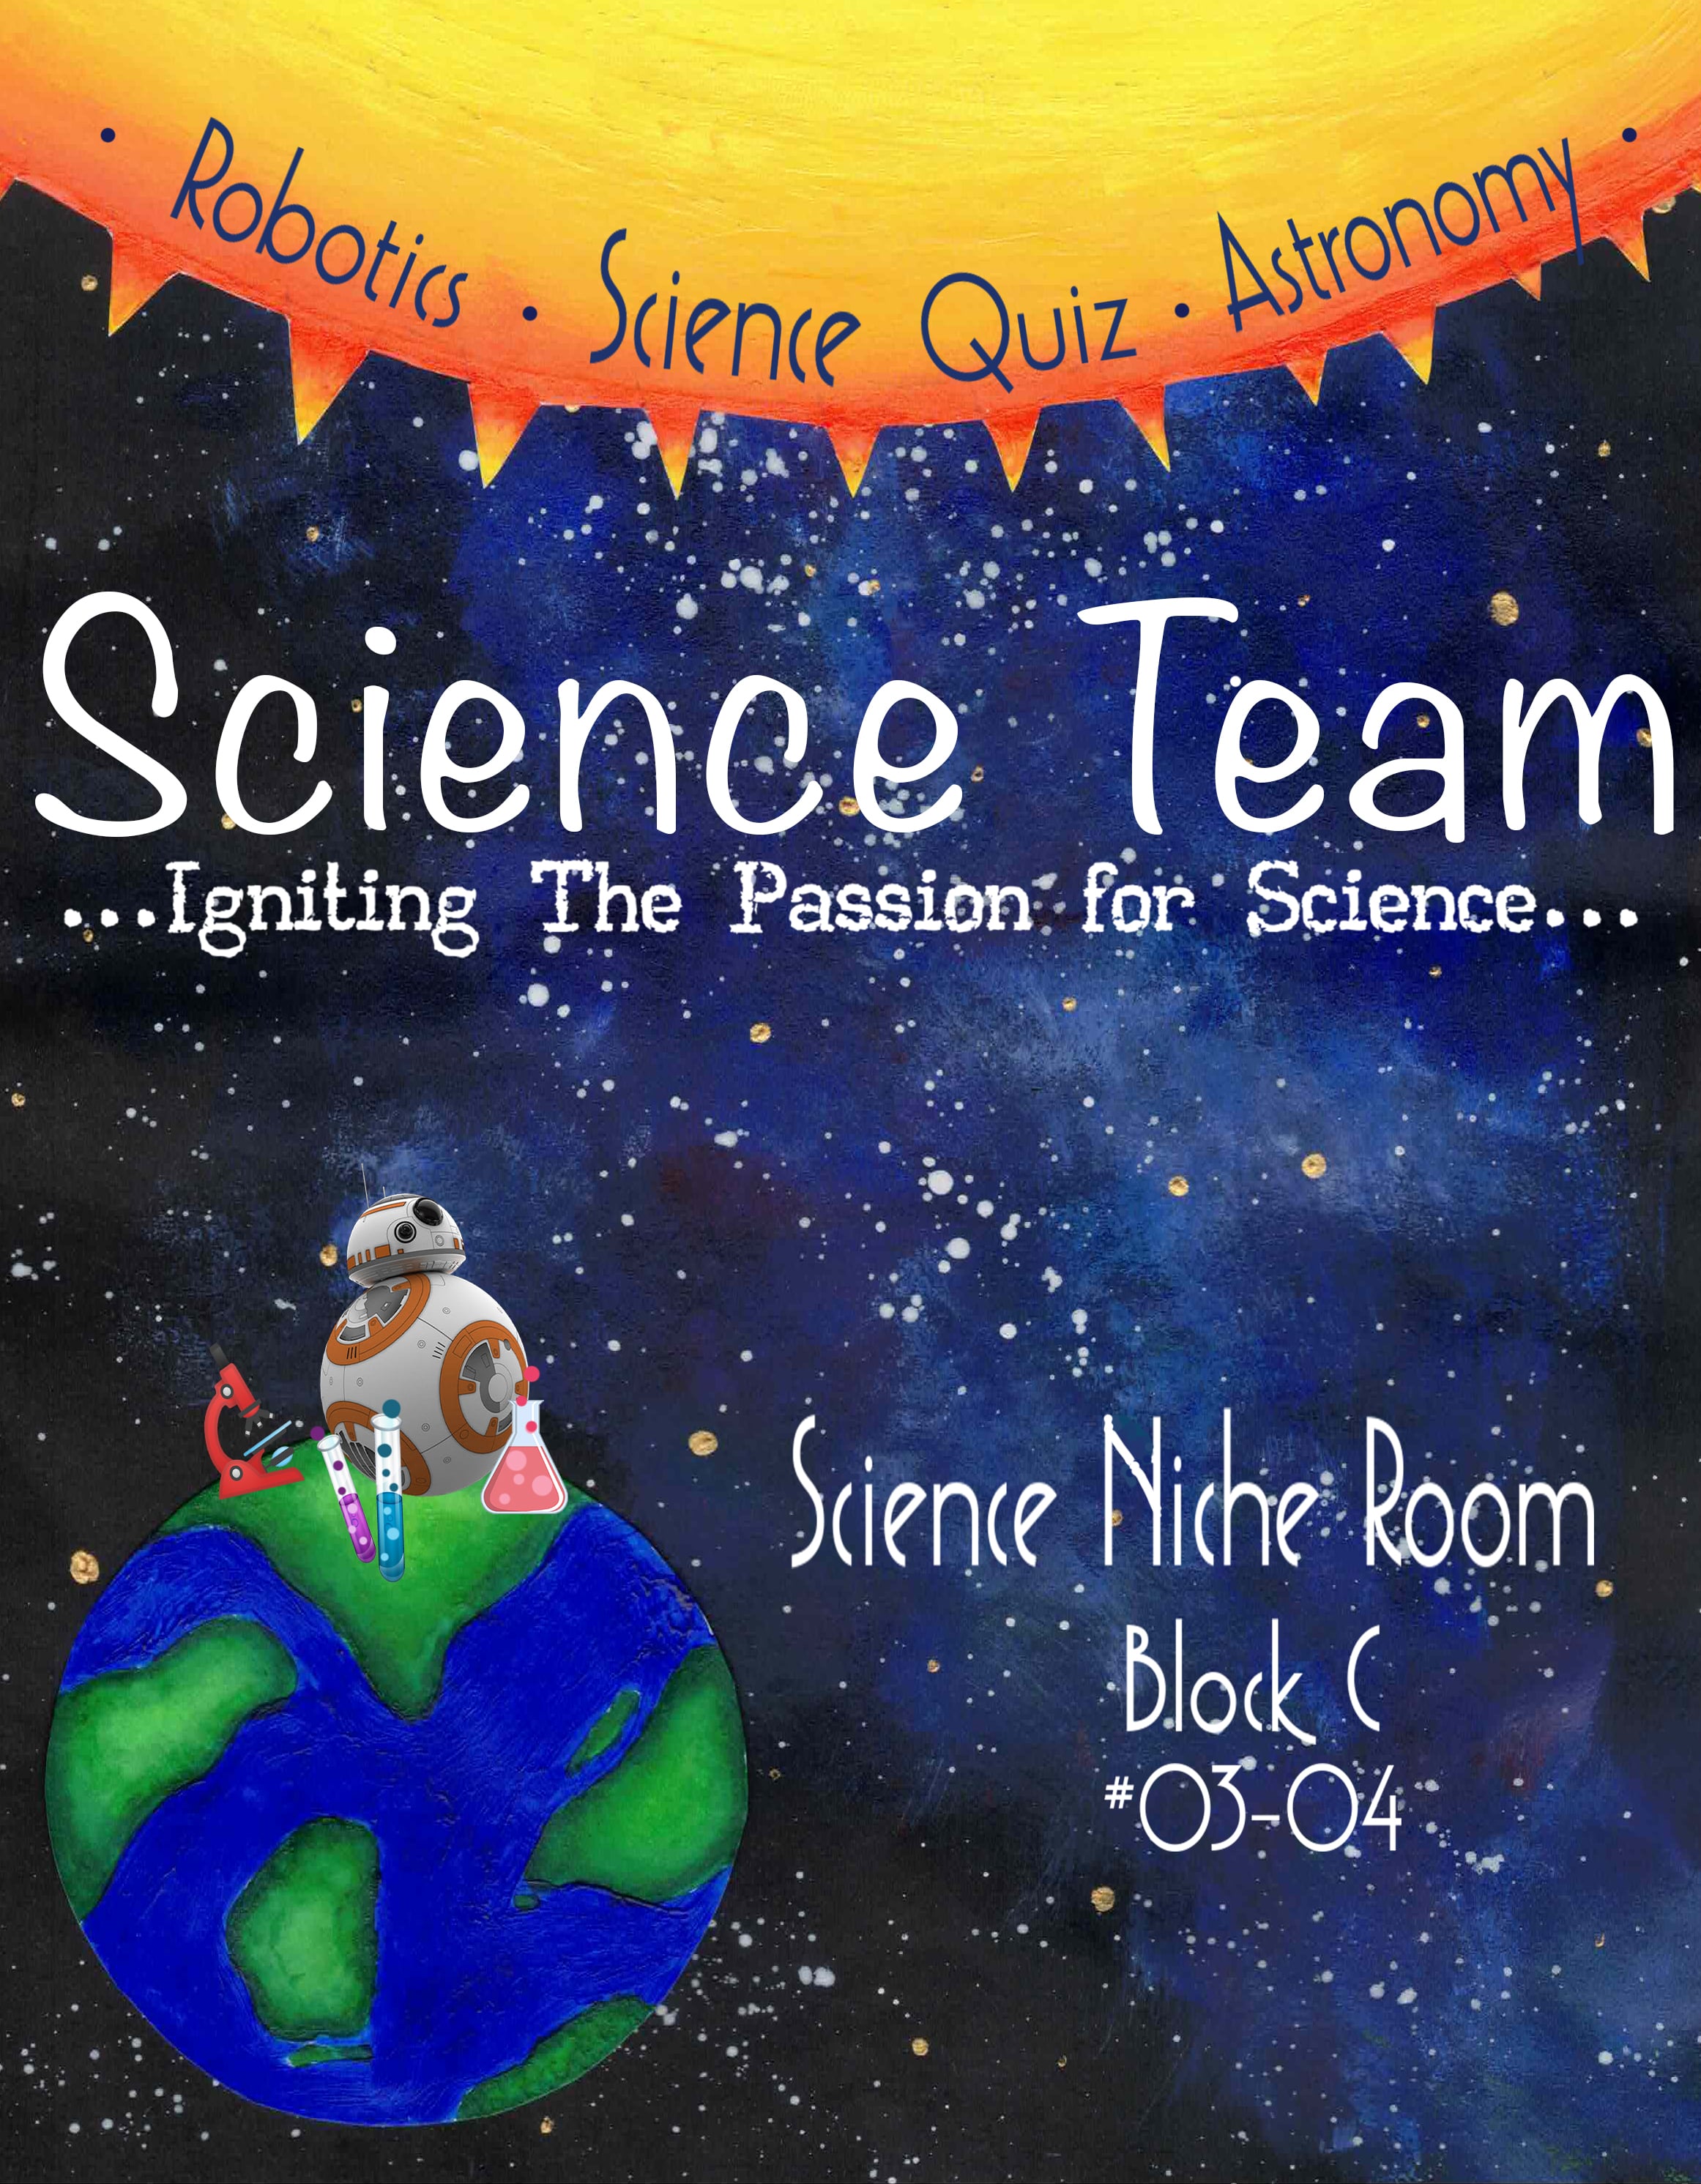 • Robotics • Science Quiz • Astronomy •
Science Team
...Igniting The Passion for Science...
Science Niche Room
Block C
#03-04